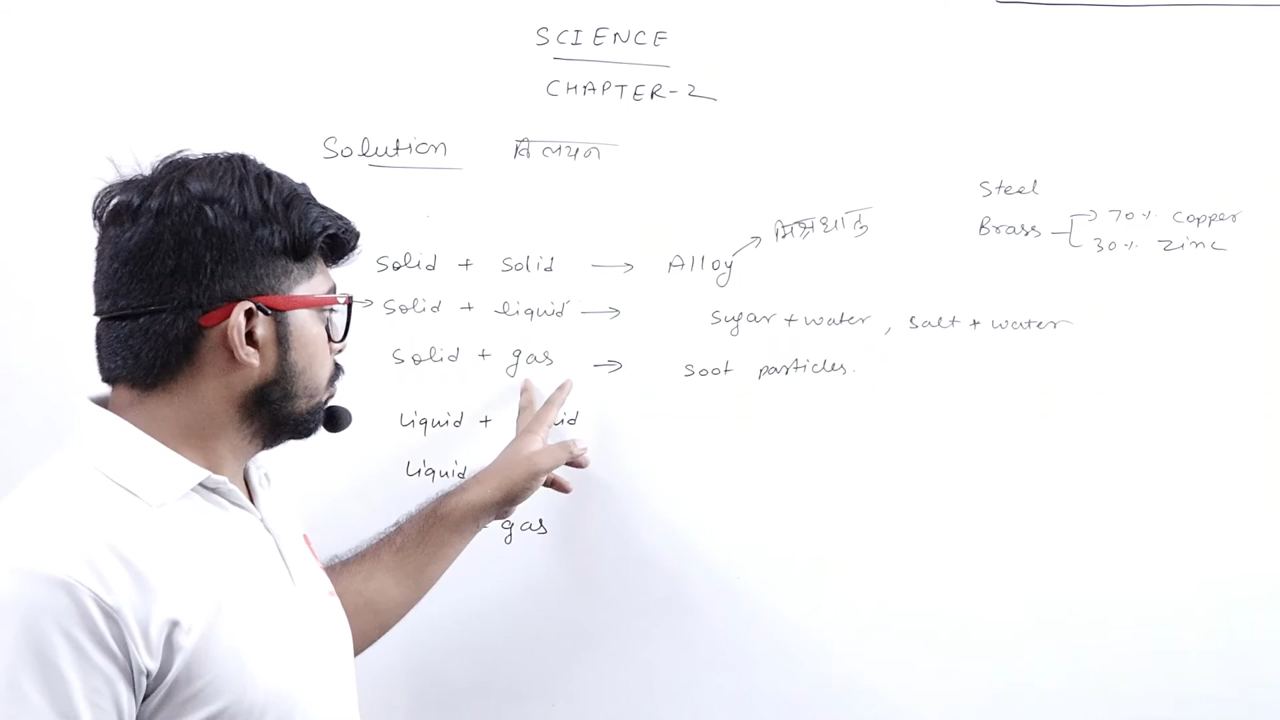 SCIENCE
CHAPTER-2
Solution विलयन
Steel
Brass → 70% copper
30% zinc
मिश्रधातु
Solid + Solid → Alloy
→ Solid + liquid → Sugar + water, salt + water
Solid + gas → Soot particles.
Liquid +
Liquid
gas